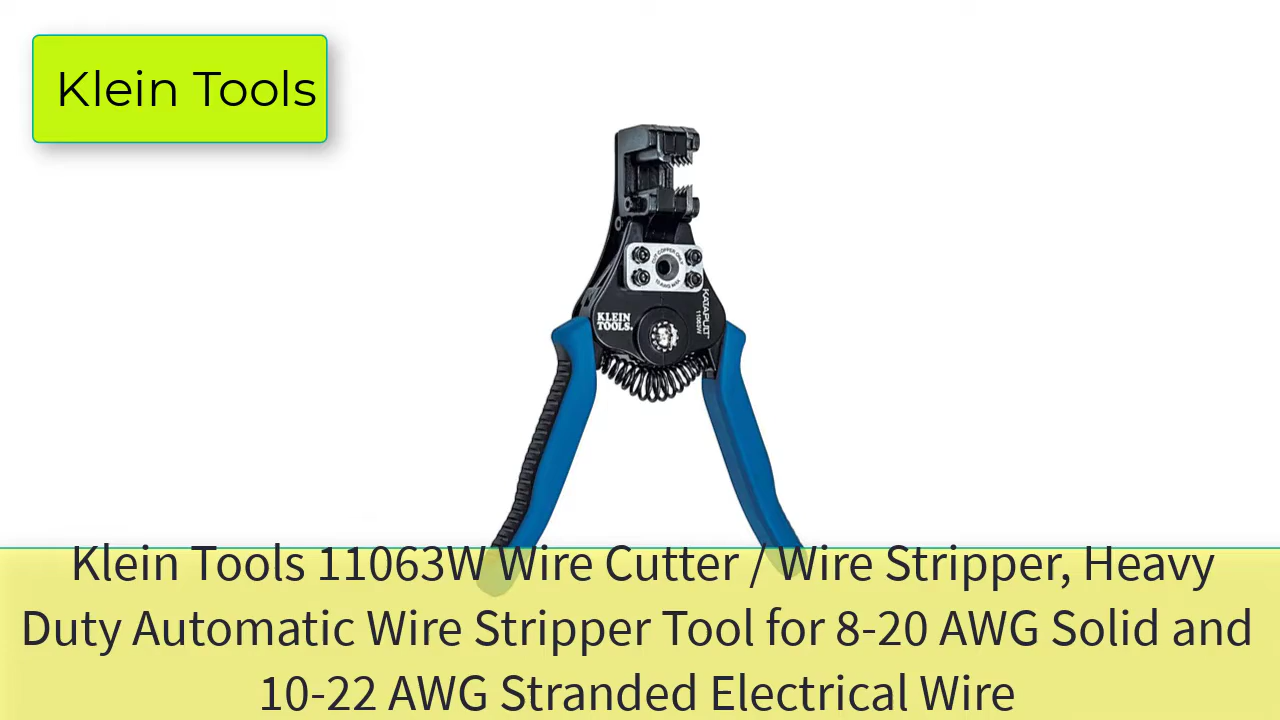 Klein Tools
KLEIN
TOOLS®
KATAPULT
11063W
Klein Tools 11063W Wire Cutter / Wire Stripper, Heavy
Duty Automatic Wire Stripper Tool for 8-20 AWG Solid and
10-22 AWG Stranded Electrical Wire